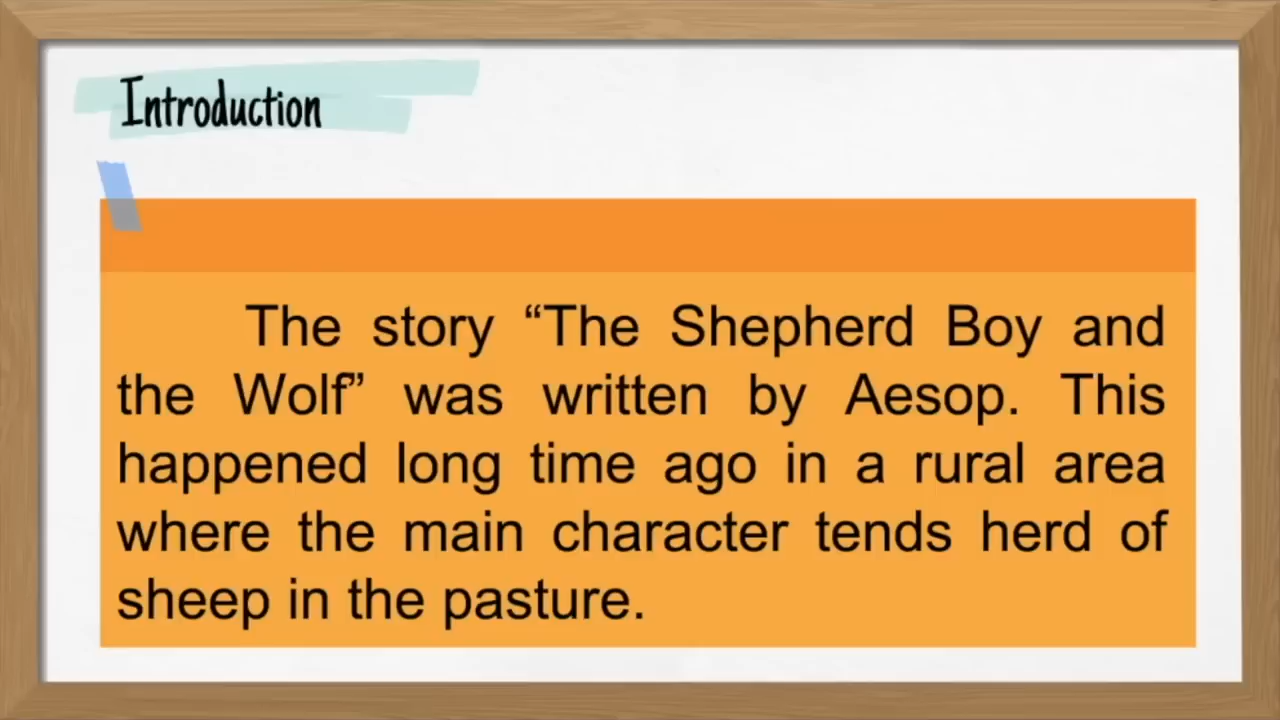 Introduction
The story “The Shepherd Boy and
the Wolf” was written by Aesop. This
happened long time ago in a rural area
where the main character tends herd of
sheep in the pasture.